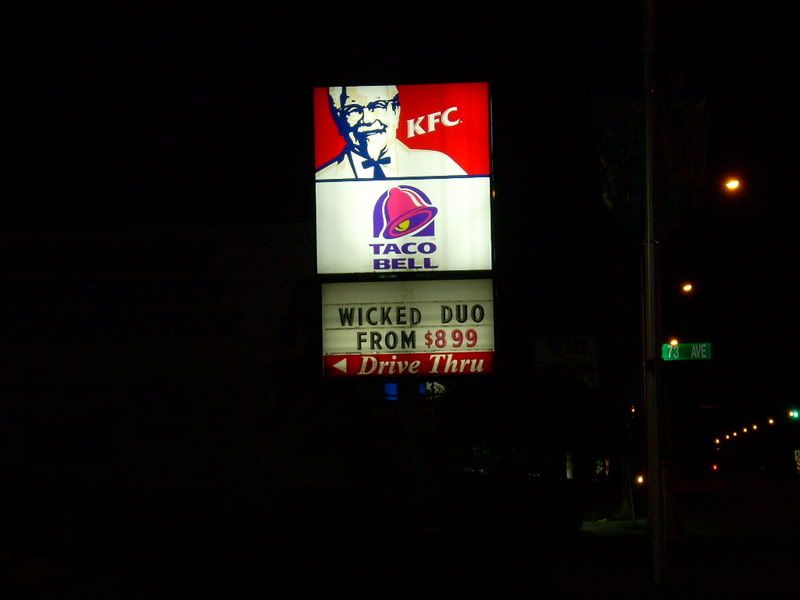 KFC
TACO
BELL
WICKED DUO
FROM $8 99
Drive Thru
73 AVE